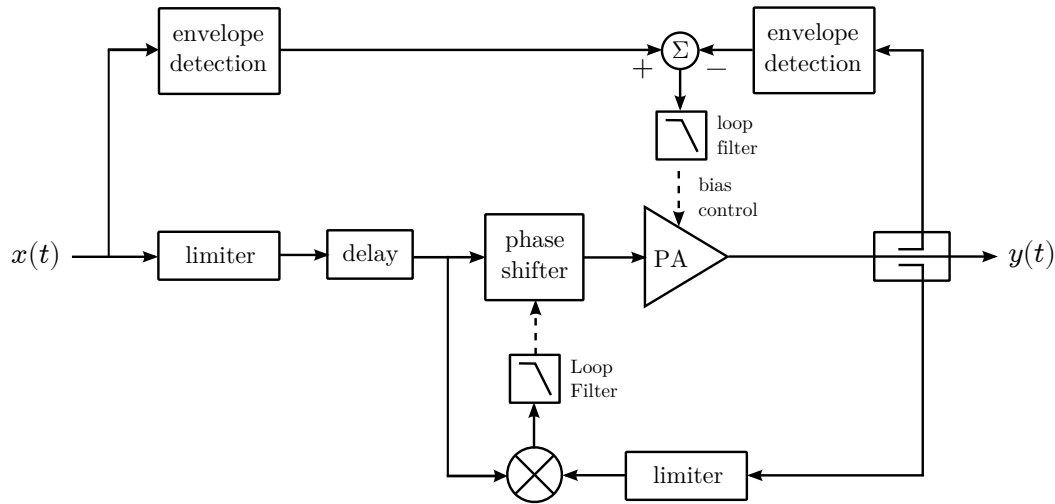 envelope
detection
Σ
+
−
envelope
detection
loop
filter
bias
control
x(t)
limiter
delay
phase
shifter
PA
y(t)
Loop
Filter
limiter